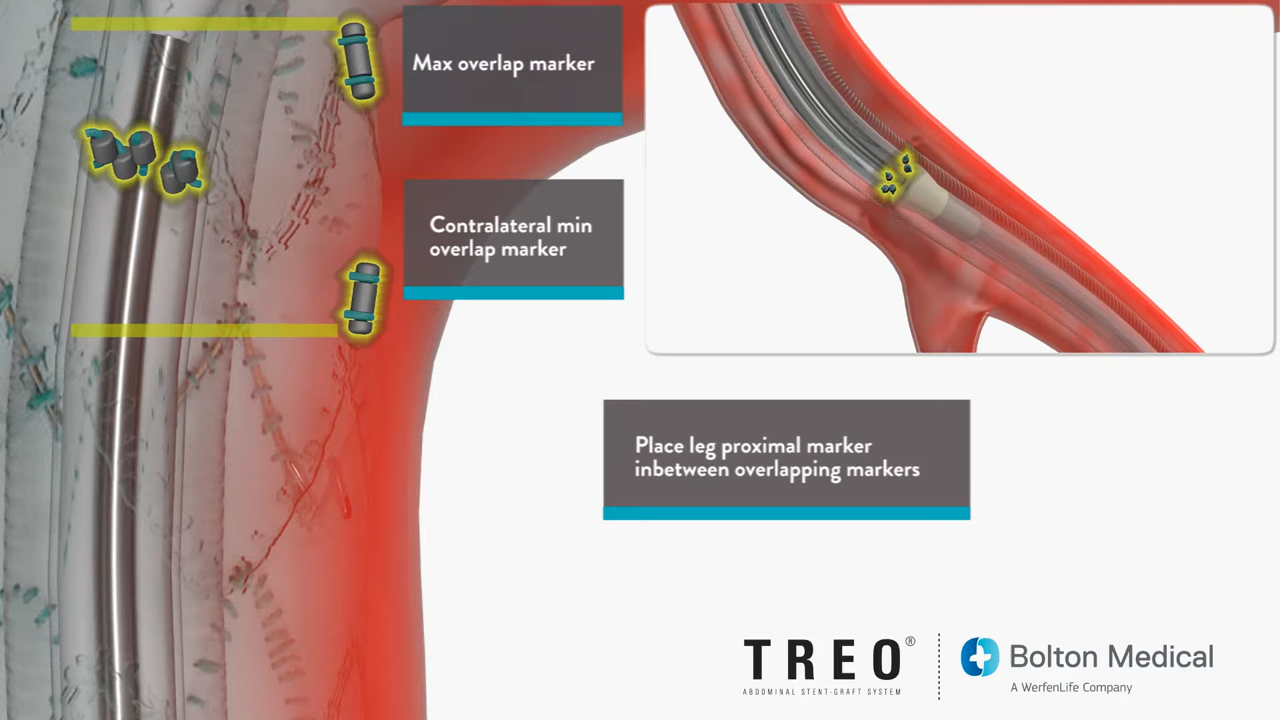 Max overlap marker
Contralateral min
overlap marker
Place leg proximal marker
inbetween overlapping markers
TREO®
ABDOMINAL STENT-GRAFT SYSTEM
Bolton Medical
A WerfenLife Company